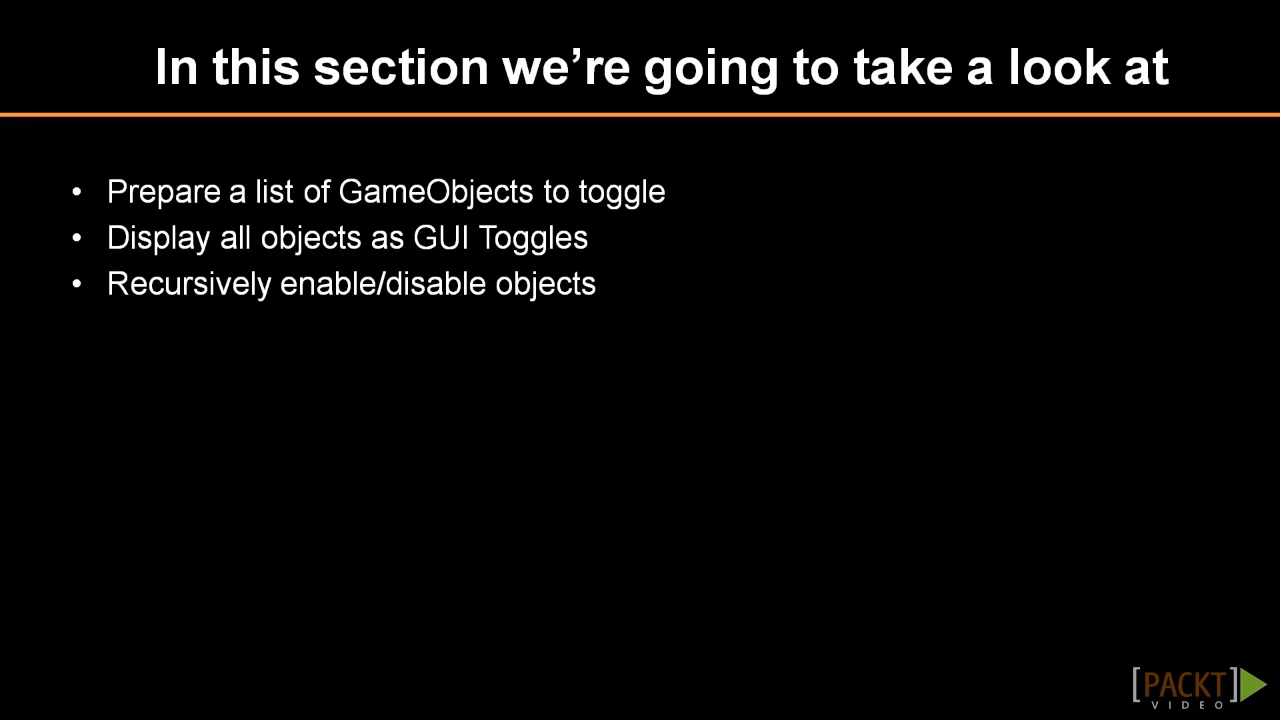 In this section we’re going to take a look at
• Prepare a list of GameObjects to toggle
• Display all objects as GUI Toggles
• Recursively enable/disable objects
[PACKT]
VIDEO